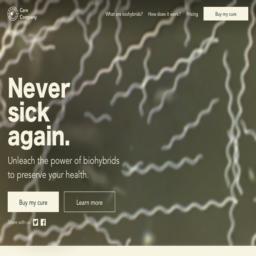 Cure
Company
What are biohybrids? How does it work? Pricing Buy my cure
Never
sick
again.
Unleach the power of biohybrids
to preserve your health.
Buy my cure Learn more
Share with us